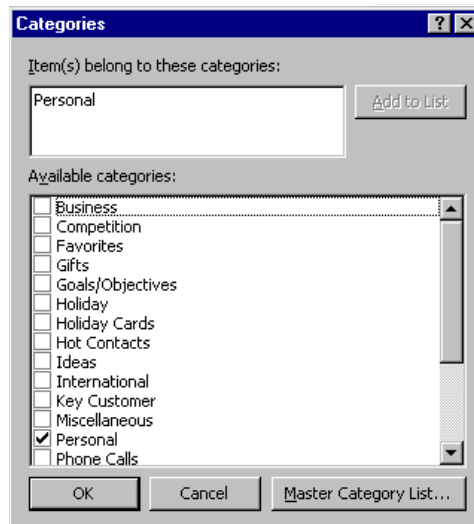 Categories
Item(s) belong to these categories:
Personal
Add to List
Available categories:
Business
Competition
Favorites
Gifts
Goals/Objectives
Holiday
Holiday Cards
Hot Contacts
Ideas
International
Key Customer
Miscellaneous
Personal
Phone Calls
OK Cancel Master Category List...